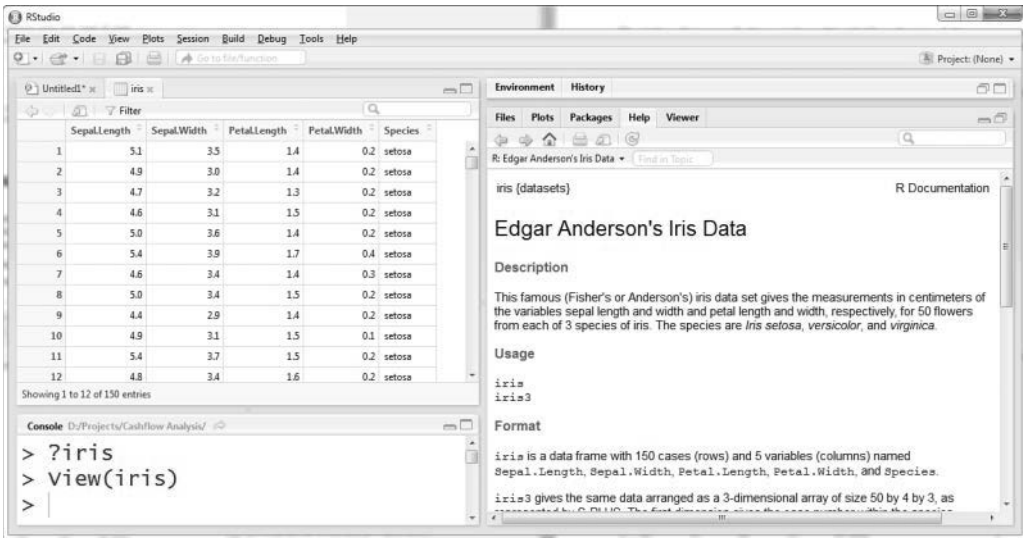 RStudio
File Edit Code View Plots Session Build Debug Tools Help
Go to file/function
Project: (None)
Untitled1* iris
Filter
Sepal.Length Sepal.Width Petal.Length Petal.Width Species
1 5.1 3.5 1.4 0.2 setosa
2 4.9 3.0 1.4 0.2 setosa
3 4.7 3.2 1.3 0.2 setosa
4 4.6 3.1 1.5 0.2 setosa
5 5.0 3.6 1.4 0.2 setosa
6 5.4 3.9 1.7 0.4 setosa
7 4.6 3.4 1.4 0.3 setosa
8 5.0 3.4 1.5 0.2 setosa
9 4.4 2.9 1.4 0.2 setosa
10 4.9 3.1 1.5 0.1 setosa
11 5.4 3.7 1.5 0.2 setosa
12 4.8 3.4 1.6 0.2 setosa
Showing 1 to 12 of 150 entries
Console D:/Projects/Cashflow Analysis/
> ?iris
> View(iris)
>
Environment History
Files Plots Packages Help Viewer
R: Edgar Anderson's Iris Data Find in Topic
iris {datasets} R Documentation
Edgar Anderson's Iris Data
Description
This famous (Fisher's or Anderson's) iris data set gives the measurements in centimeters of
the variables sepal length and width and petal length and width, respectively, for 50 flowers
from each of 3 species of iris. The species are Iris setosa, versicolor, and virginica.
Usage
iris
iris3
Format
iris is a data frame with 150 cases (rows) and 5 variables (columns) named
Sepal.Length, Sepal.Width, Petal.Length, Petal.Width, and Species.
iris3 gives the same data arranged as a 3-dimensional array of size 50 by 4 by 3, as
represented by S-PLUS. The first dimension gives the case number within the species